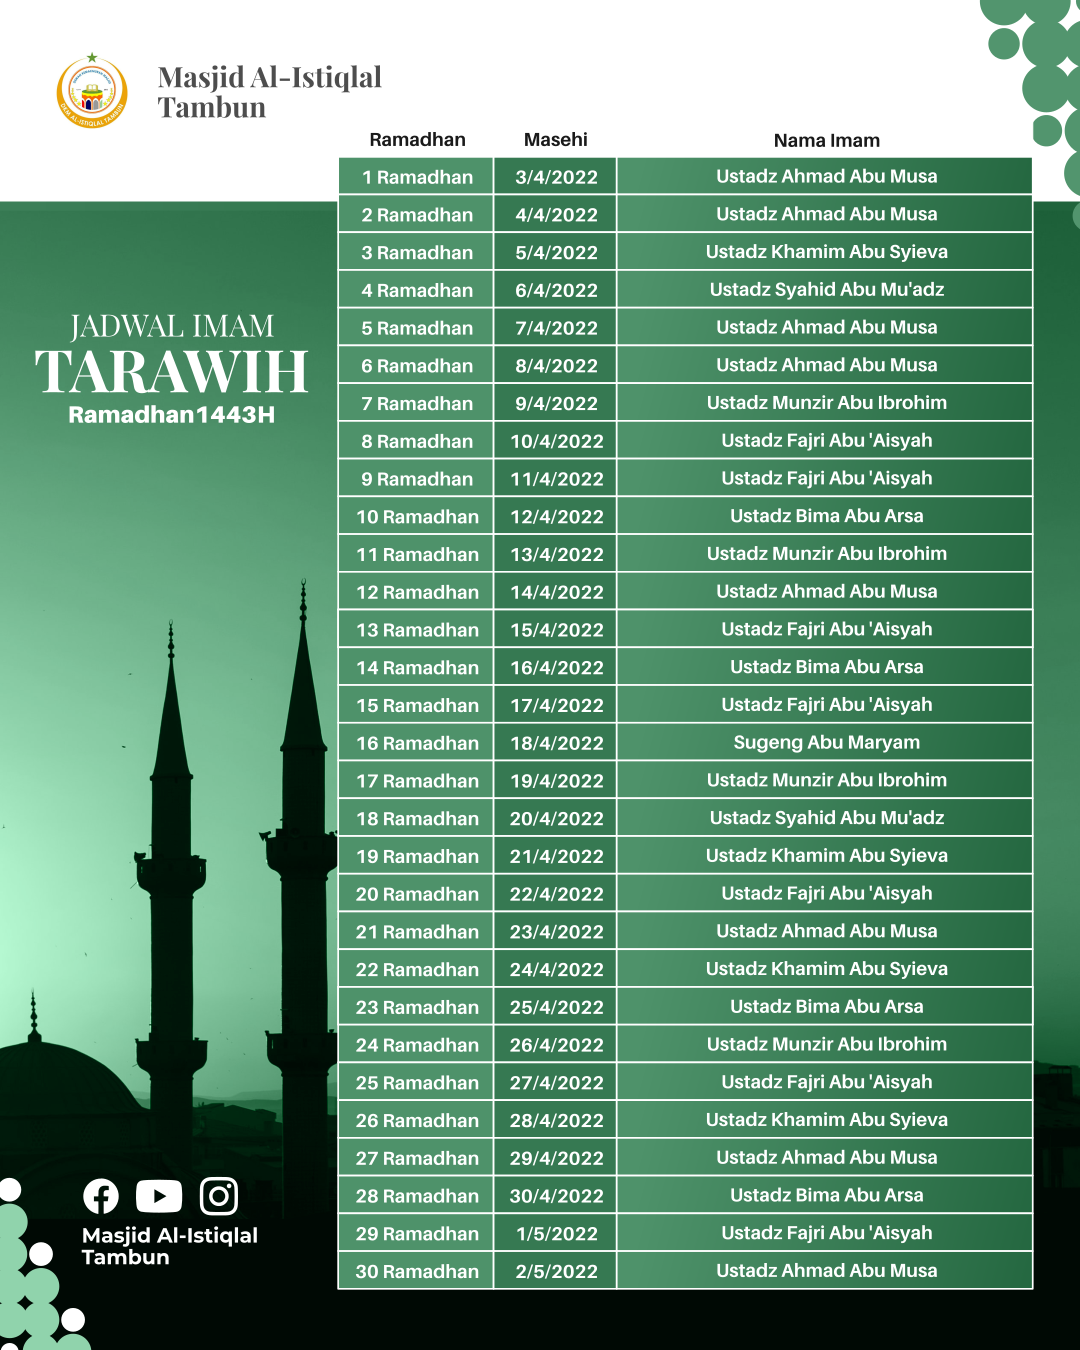 Masjid Al-Istiqlal
Tambun
DKM AL-ISTIQLAL TAMBUN
Ramadhan Masehi Nama Imam
1 Ramadhan 3/4/2022 Ustadz Ahmad Abu Musa
2 Ramadhan 4/4/2022 Ustadz Ahmad Abu Musa
3 Ramadhan 5/4/2022 Ustadz Khamim Abu Syieva
4 Ramadhan 6/4/2022 Ustadz Syahid Abu Mu'adz
5 Ramadhan 7/4/2022 Ustadz Ahmad Abu Musa
6 Ramadhan 8/4/2022 Ustadz Ahmad Abu Musa
7 Ramadhan 9/4/2022 Ustadz Munzir Abu Ibrohim
8 Ramadhan 10/4/2022 Ustadz Fajri Abu 'Aisyah
9 Ramadhan 11/4/2022 Ustadz Fajri Abu 'Aisyah
10 Ramadhan 12/4/2022 Ustadz Bima Abu Arsa
11 Ramadhan 13/4/2022 Ustadz Munzir Abu Ibrohim
12 Ramadhan 14/4/2022 Ustadz Ahmad Abu Musa
13 Ramadhan 15/4/2022 Ustadz Fajri Abu 'Aisyah
14 Ramadhan 16/4/2022 Ustadz Bima Abu Arsa
15 Ramadhan 17/4/2022 Ustadz Fajri Abu 'Aisyah
16 Ramadhan 18/4/2022 Sugeng Abu Maryam
17 Ramadhan 19/4/2022 Ustadz Munzir Abu Ibrohim
18 Ramadhan 20/4/2022 Ustadz Syahid Abu Mu'adz
19 Ramadhan 21/4/2022 Ustadz Khamim Abu Syieva
20 Ramadhan 22/4/2022 Ustadz Fajri Abu 'Aisyah
21 Ramadhan 23/4/2022 Ustadz Ahmad Abu Musa
22 Ramadhan 24/4/2022 Ustadz Khamim Abu Syieva
23 Ramadhan 25/4/2022 Ustadz Bima Abu Arsa
24 Ramadhan 26/4/2022 Ustadz Munzir Abu Ibrohim
25 Ramadhan 27/4/2022 Ustadz Fajri Abu 'Aisyah
26 Ramadhan 28/4/2022 Ustadz Khamim Abu Syieva
27 Ramadhan 29/4/2022 Ustadz Ahmad Abu Musa
28 Ramadhan 30/4/2022 Ustadz Bima Abu Arsa
29 Ramadhan 1/5/2022 Ustadz Fajri Abu 'Aisyah
30 Ramadhan 2/5/2022 Ustadz Ahmad Abu Musa
JADWAL IMAM
TARAWIH
Ramadhan1443H
Masjid Al-Istiqlal
Tambun